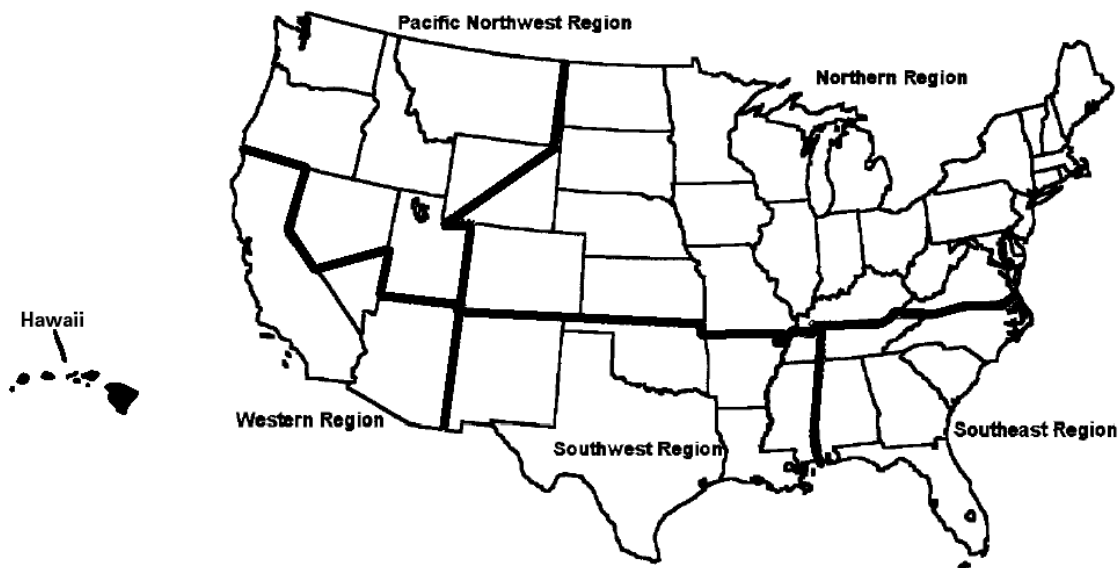 Pacific Northwest Region
Northern Region
Hawaii
Western Region
Southwest Region
Southeast Region